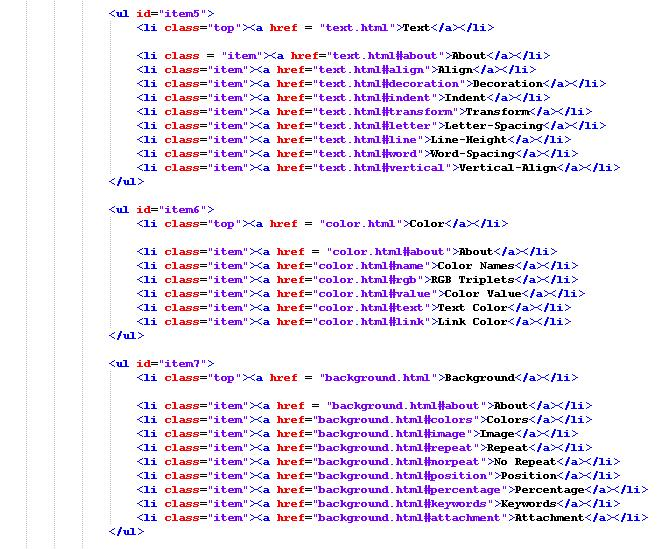 <ul id="item5">
<li class="top"><a href = "text.html">Text</a></li>
<li class = "item"><a href="text.html#about">About</a></li>
<li class="item"><a href="text.html#align">Align</a></li>
<li class="item"><a href="text.html#decoration">Decoration</a></li>
<li class="item"><a href="text.html#indent">Indent</a></li>
<li class="item"><a href="text.html#transform">Transform</a></li>
<li class="item"><a href="text.html#letter">Letter-Spacing</a></li>
<li class="item"><a href="text.html#line">Line-Height</a></li>
<li class="item"><a href="text.html#word">Word-Spacing</a></li>
<li class="item"><a href="text.html#vertical">Vertical-Align</a></li>
</ul>
<ul id="item6">
<li class="top"><a href = "color.html">Color</a></li>
<li class="item"><a href = "color.html#about">About</a></li>
<li class="item"><a href="color.html#name">Color Names</a></li>
<li class="item"><a href="color.html#rgb">RGB Triplets</a></li>
<li class="item"><a href="color.html#value">Color Value</a></li>
<li class="item"><a href="color.html#text">Text Color</a></li>
<li class="item"><a href="color.html#link">Link Color</a></li>
</ul>
<ul id="item7">
<li class="top"><a href = "background.html">Background</a></li>
<li class="item"><a href = "background.html#about">About</a></li>
<li class="item"><a href="background.html#colors">Colors</a></li>
<li class="item"><a href="background.html#image">Image</a></li>
<li class="item"><a href="background.html#repeat">Repeat</a></li>
<li class="item"><a href="background.html#norpeat">No Repeat</a></li>
<li class="item"><a href="background.html#position">Position</a></li>
<li class="item"><a href="background.html#percentage">Percentage</a></li>
<li class="item"><a href="background.html#keywords">Keywords</a></li>
<li class="item"><a href="background.html#attachment">Attachment</a></li>
</ul>